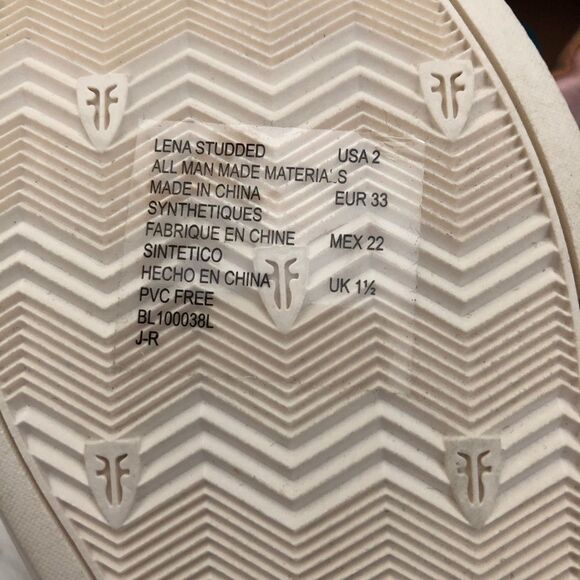 LENA STUDDED USA 2
ALL MAN MADE MATERIALS
MADE IN CHINA EUR 33
SYNTHETIQUES
FABRIQUE EN CHINE MEX 22
SINTETICO
HECHO EN CHINA UK 1½
PVC FREE
BL100038L
J-R